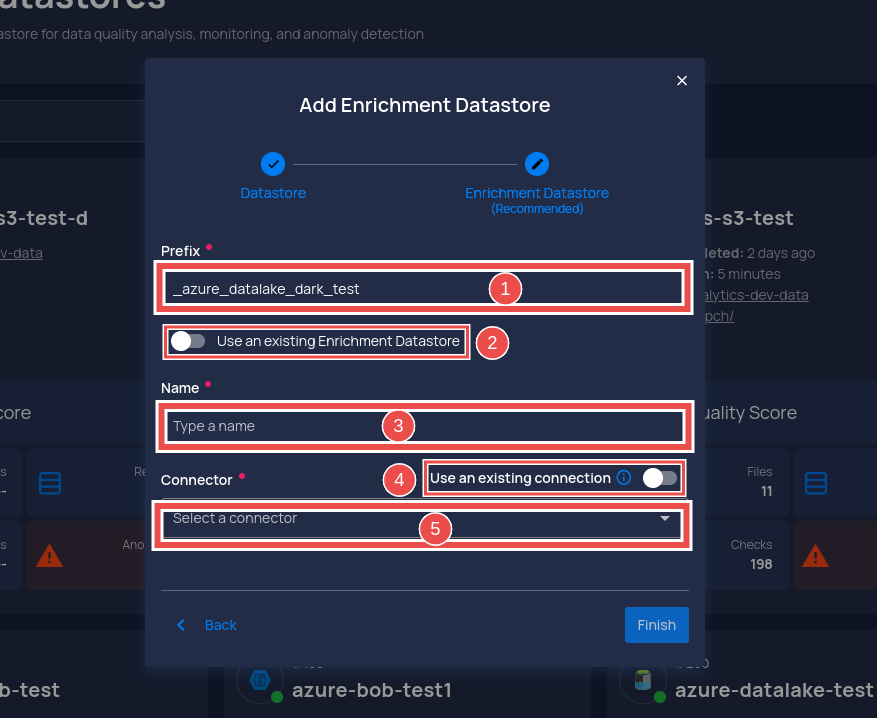 atastores
astore for data quality analysis, monitoring, and anomaly detection
Add Enrichment Datastore
Datastore
Enrichment Datastore
(Recommended)
s3-test-d
s-s3-test
v-data
leted: 2 days ago
n: 5 minutes
alytics-dev-data
pch/
Prefix
_azure_datalake_dark_test
1
Use an existing Enrichment Datastore
2
Name
core
uality Score
Type a name
3
Connector
4
Use an existing connection
s
--
Re
Files
11
Select a connector
5
s
--
Ano
Checks
198
Back
Finish
b-test
azure-bob-test1
azure-datalake-test